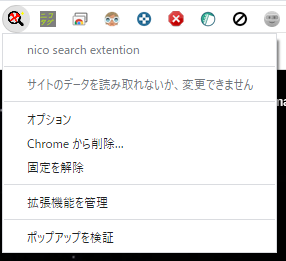 nico search extention
サイトのデータを読み取れないか、変更できません
オプション
Chrome から削除...
固定を解除
拡張機能を管理
ポップアップを検証